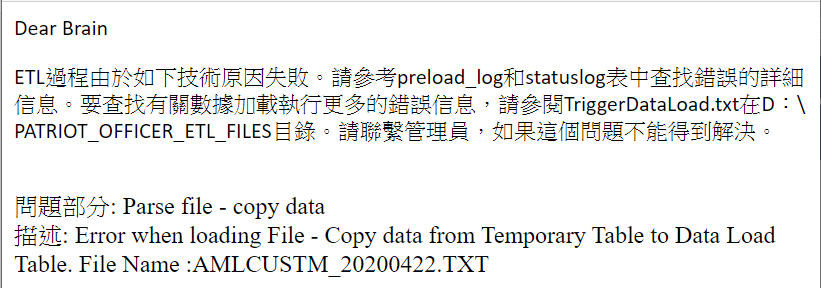 Dear Brain
ETL過程由於如下技術原因失敗。請參考preload_log和statuslog表中查找錯誤的詳細
信息。要查找有關數據加載執行更多的錯誤信息，請參閱TriggerDataLoad.txt在D：\
PATRIOT_OFFICER_ETL_FILES目錄。請聯繫管理員，如果這個問題不能得到解決。
問題部分: Parse file - copy data
描述: Error when loading File - Copy data from Temporary Table to Data Load
Table. File Name :AMLCUSTM_20200422.TXT